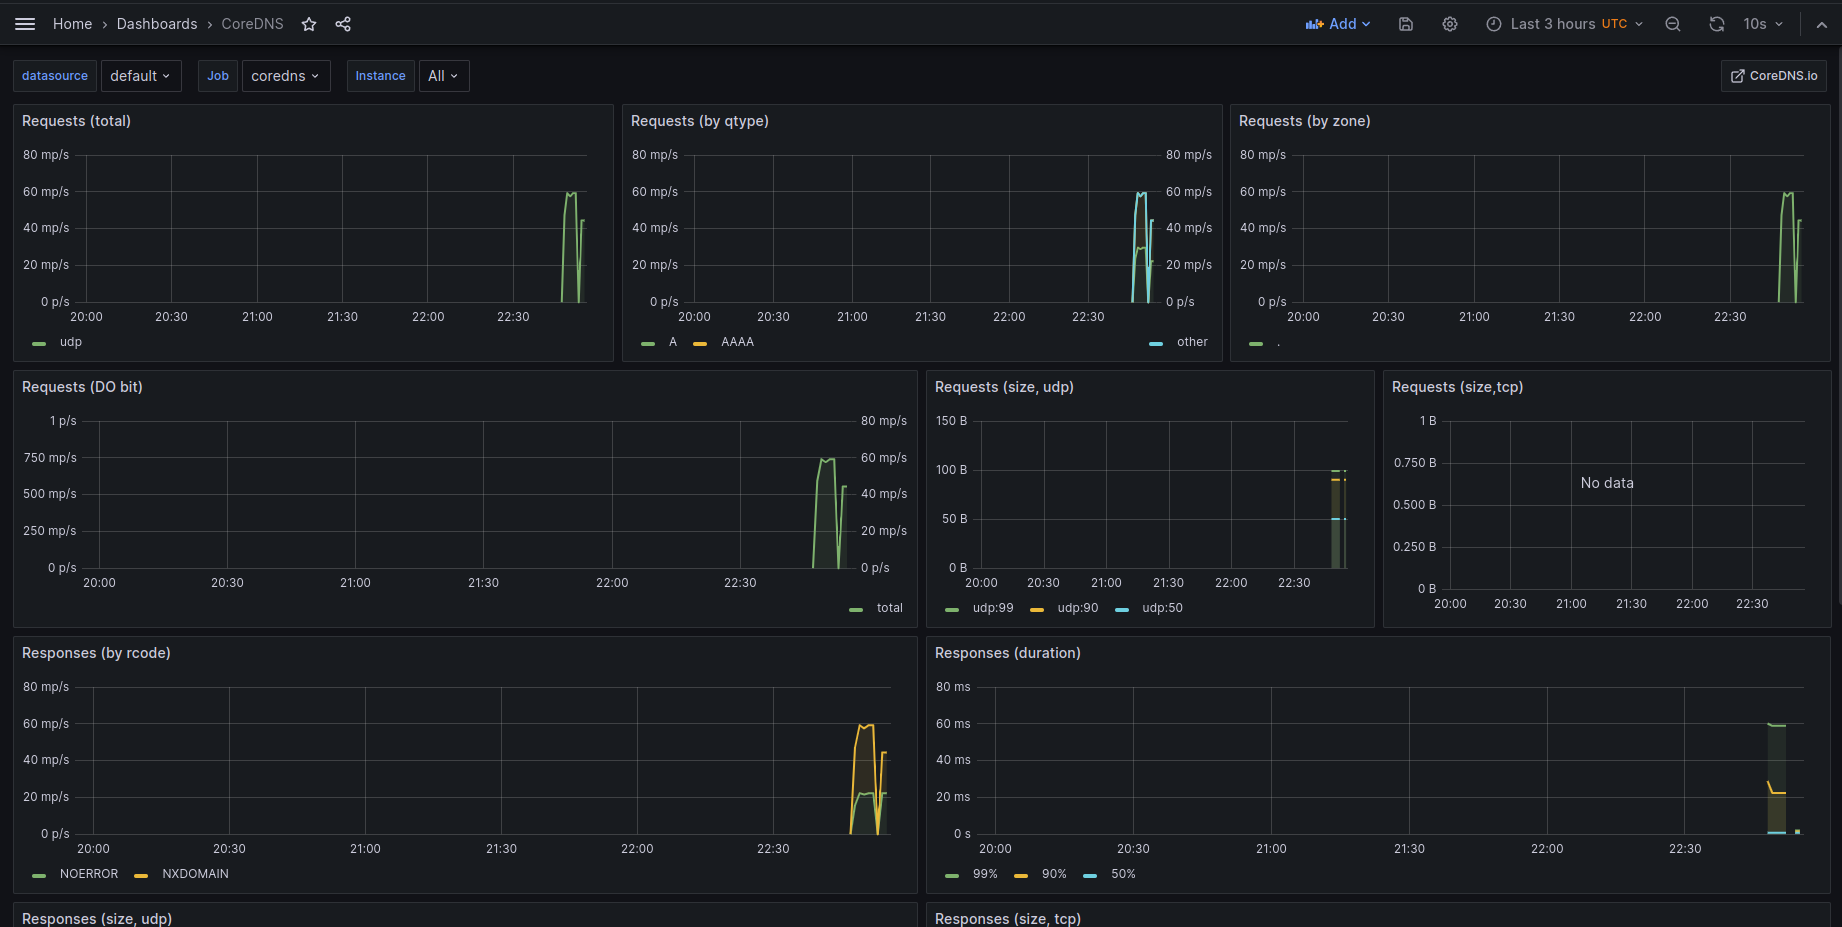 Home › Dashboards › CoreDNS
Add
Last 3 hours UTC
10s
datasource default Job coredns Instance All
CoreDNS.io
Requests (total)
80 mp/s
60 mp/s
40 mp/s
20 mp/s
0 p/s
20:00 20:30 21:00 21:30 22:00 22:30
udp
Requests (by qtype)
80 mp/s 80 mp/s
60 mp/s 60 mp/s
40 mp/s 40 mp/s
20 mp/s 20 mp/s
0 p/s 0 p/s
20:00 20:30 21:00 21:30 22:00 22:30
A AAAA other
Requests (by zone)
80 mp/s
60 mp/s
40 mp/s
20 mp/s
0 p/s
20:00 20:30 21:00 21:30 22:00 22:30
.
Requests (DO bit)
1 p/s 80 mp/s
750 mp/s 60 mp/s
500 mp/s 40 mp/s
250 mp/s 20 mp/s
0 p/s 0 p/s
20:00 20:30 21:00 21:30 22:00 22:30
total
Requests (size, udp)
150 B
100 B
50 B
0 B
20:00 20:30 21:00 21:30 22:00 22:30
udp:99 udp:90 udp:50
Requests (size,tcp)
1 B
0.750 B
No data
0.500 B
0.250 B
0 B
20:00 20:30 21:00 21:30 22:00 22:30
Responses (by rcode)
80 mp/s
60 mp/s
40 mp/s
20 mp/s
0 p/s
20:00 20:30 21:00 21:30 22:00 22:30
NOERROR NXDOMAIN
Responses (duration)
80 ms
60 ms
40 ms
20 ms
0 s
20:00 20:30 21:00 21:30 22:00 22:30
99% 90% 50%
Responses (size, udp)
Responses (size, tcp)